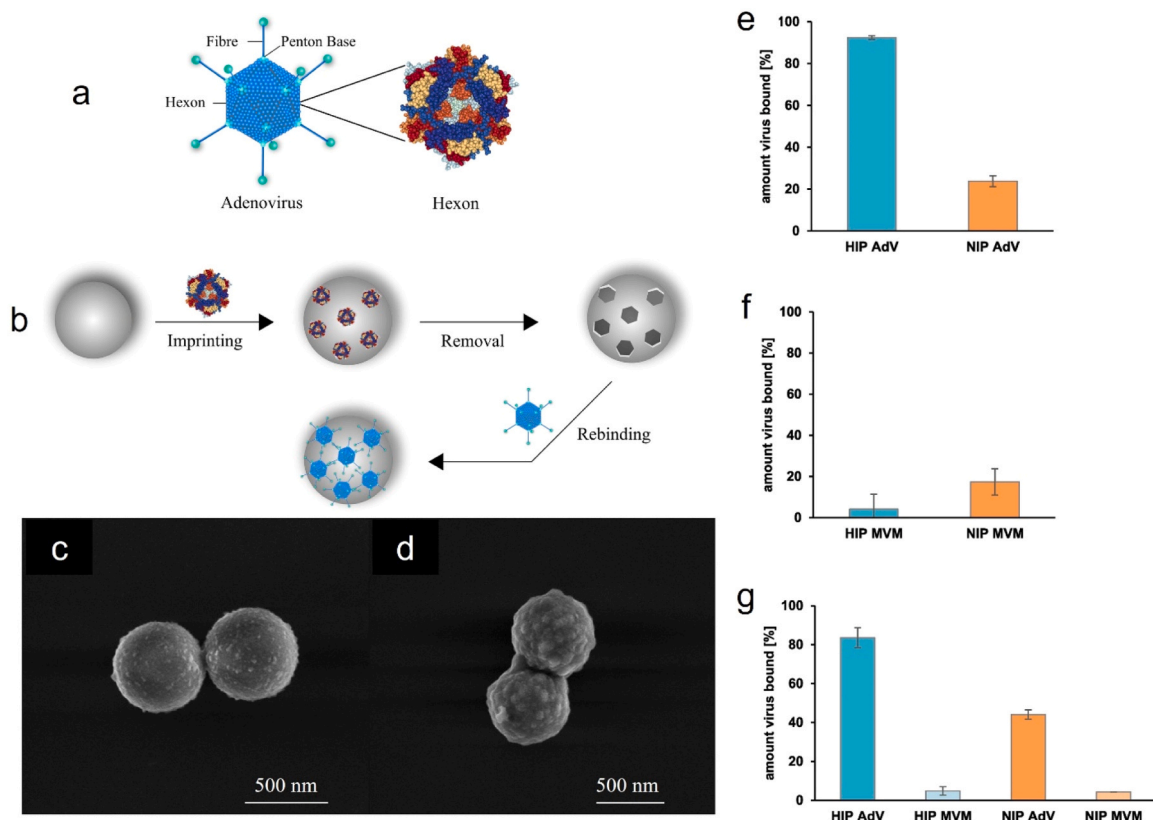 a
Fibre
Penton Base
Hexon
Adenovirus
Hexon
b
Imprinting
Removal
Rebinding
c
500 nm
d
500 nm
e
amount virus bound [%]
100
80
60
40
20
0
HIP AdV
NIP AdV
f
amount virus bound [%]
100
80
60
40
20
0
HIP MVM
NIP MVM
g
amount virus bound [%]
100
80
60
40
20
0
HIP AdV
HIP MVM
NIP AdV
NIP MVM